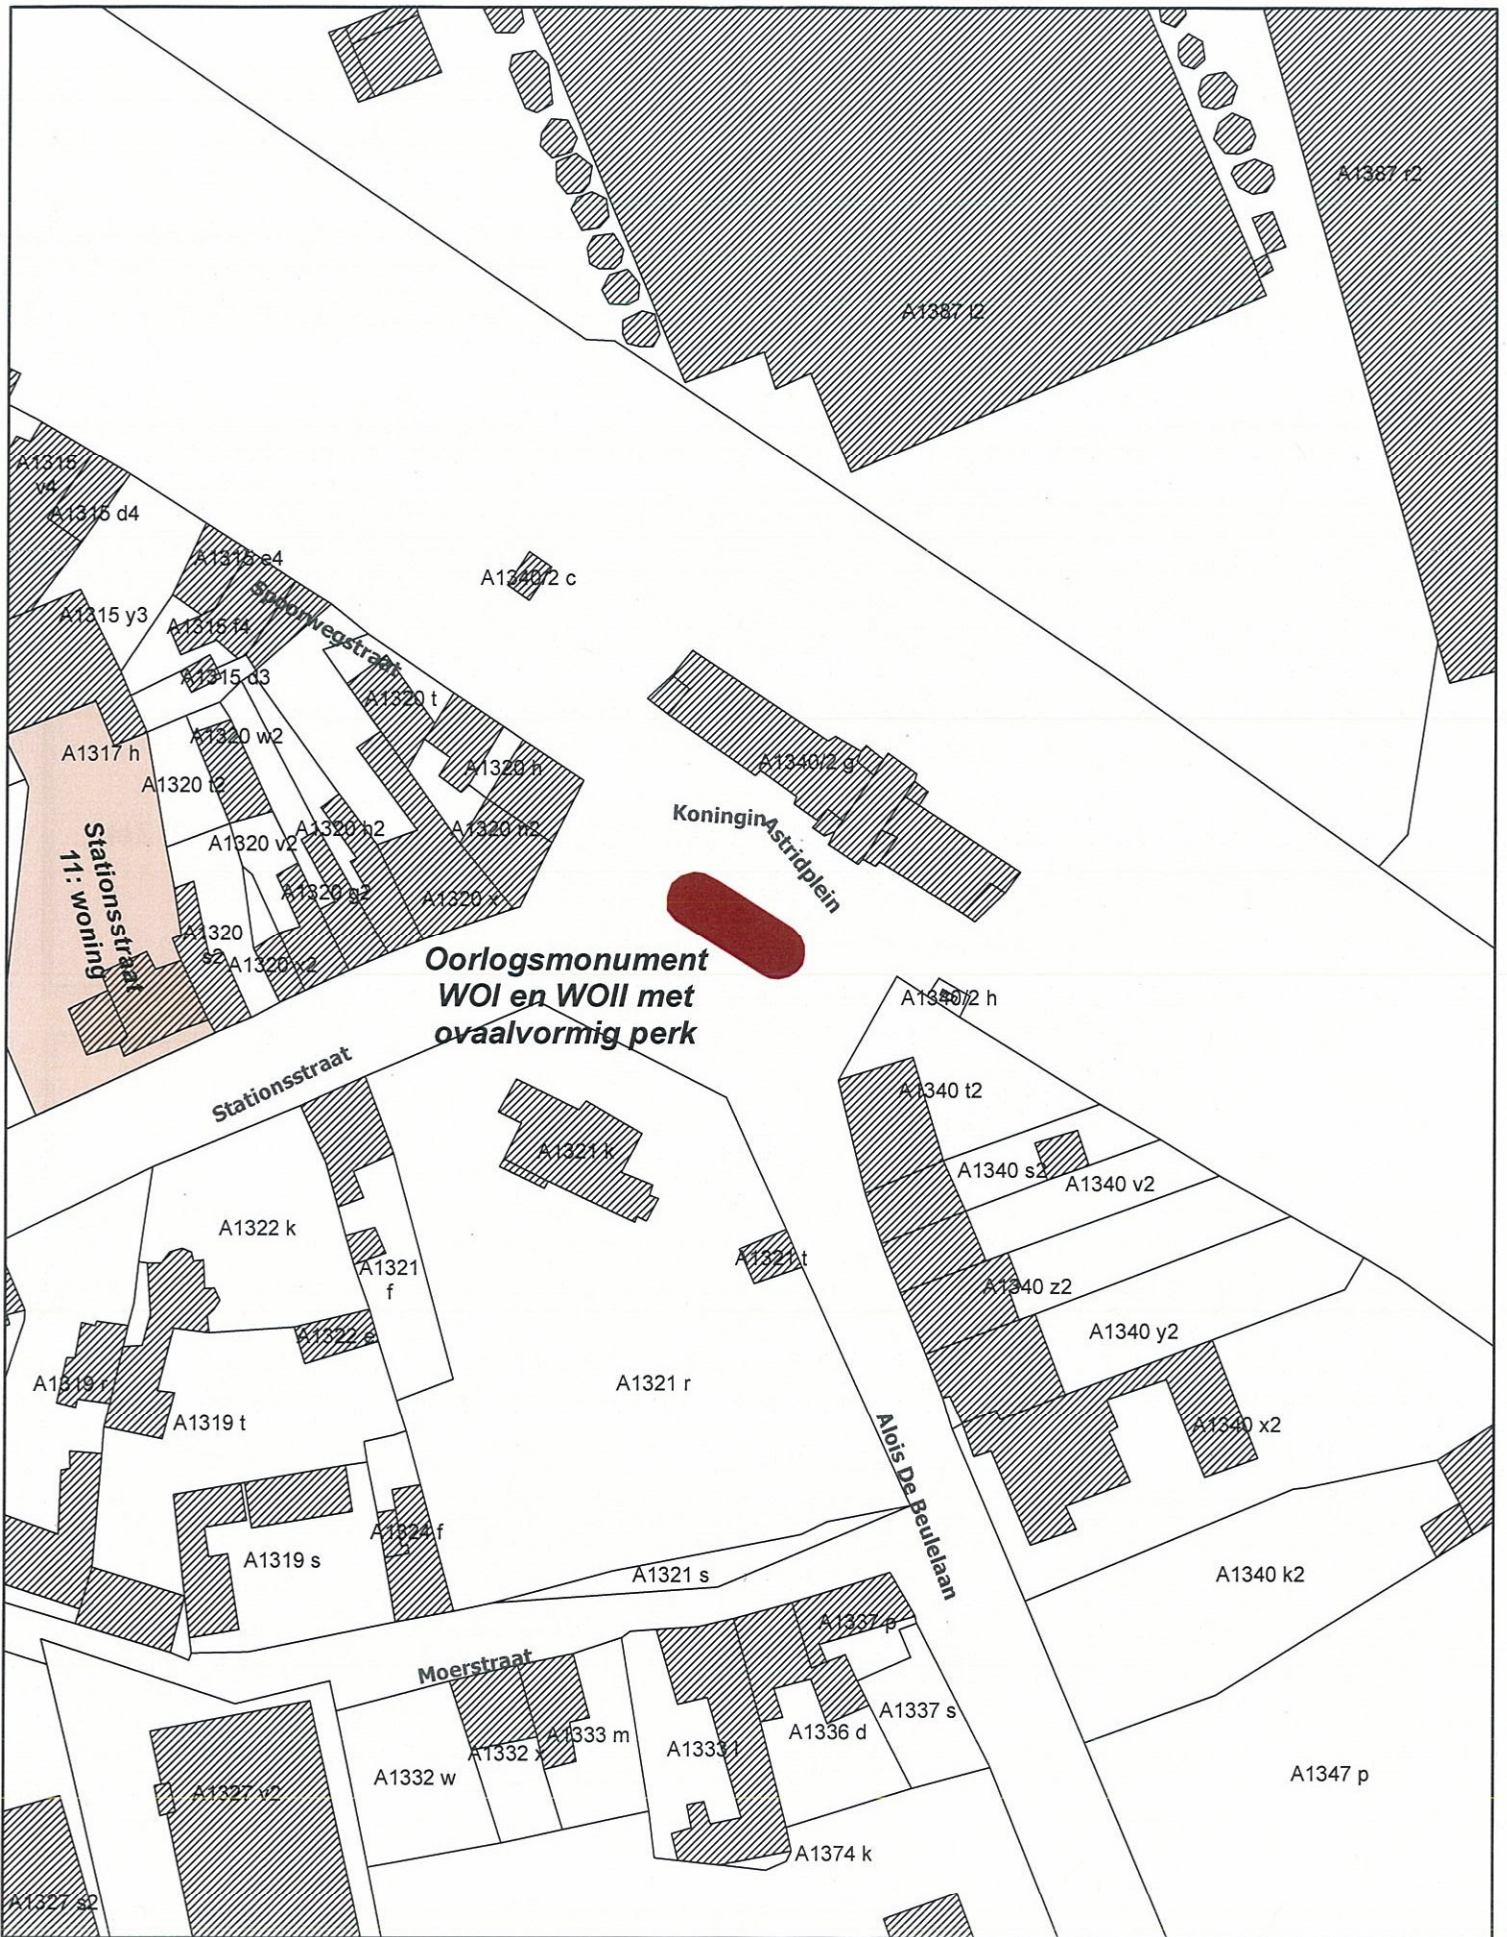 A1387 r2
A1387 l2
A1315
v4
A1315 d4
A1315 e4
A1340/2 c
Spoorwegstraat
A1315 y3
A1315 f4
A1315 d3
A1320 t
A1320 w2
A1317 h
A1320 h
A1340/2 g
A1320 t2
Koningin
Astridplein
A1320 h2
A1320 n2
A1320 v2
A1320 g2
A1320 x
Stationsstraat
11: woning
A1320
s2
A1320 x2
Oorlogsmonument
WOI en WOII met
ovaalvormig perk
A1340/2 h
Stationsstraat
A1340 t2
A1321 k
A1340 s2
A1340 v2
A1322 k
A1321
f
A1321 t
A1340 z2
A1322 e
A1340 y2
A1319 r
A1321 r
A1319 t
A1340 x2
Alois De Beulelaan
A1324 f
A1319 s
A1321 s
A1340 k2
A1337 p
Moerstraat
A1337 s
A1333 m
A1336 d
A1332 x
A1333 l
A1332 w
A1347 p
A1327 v2
A1374 k
A1327 s2